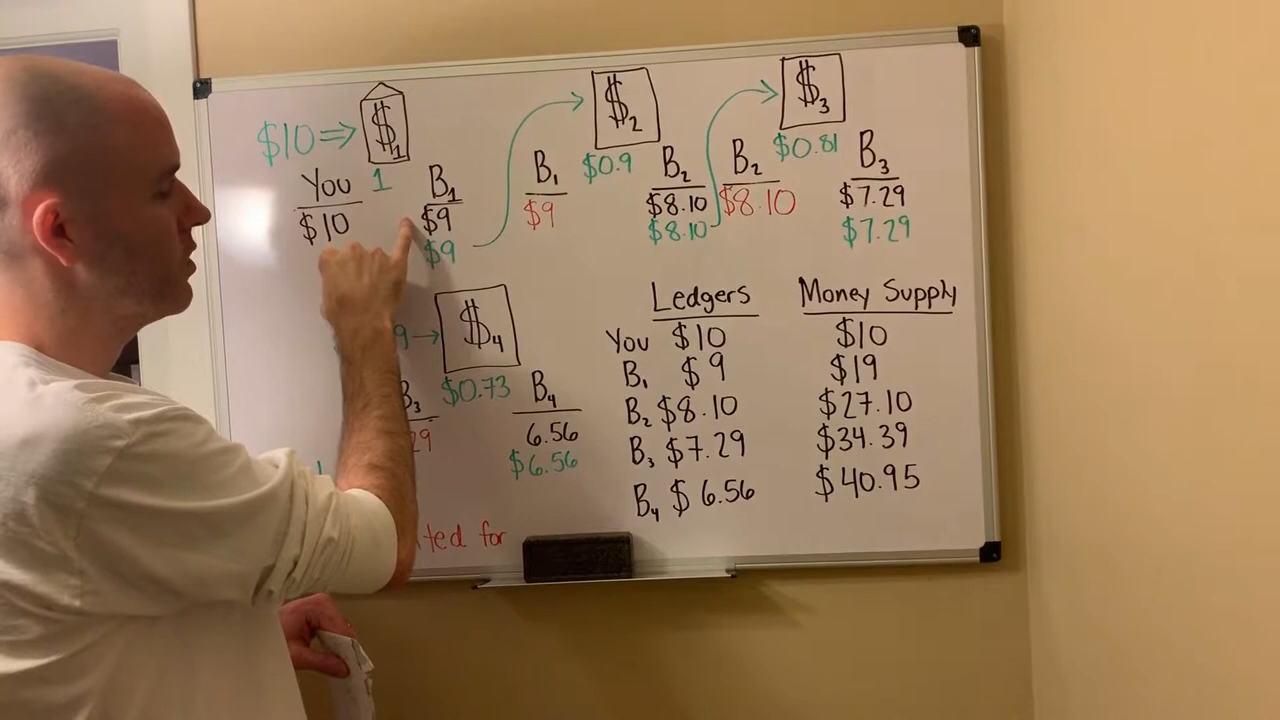 $10 ⇒ $1
You 1 B1
$10 $9
$9
B1
$9
$2
$0.9 B2
$8.10
$8.10
B2
$8.10
$3
$0.81 B3
$7.29
$7.29
9 → $4
B3 $0.73 B4
29 6.56
$6.56
Ledgers Money Supply
You $10 $10
B1 $9 $19
B2 $8.10 $27.10
B3 $7.29 $34.39
B4 $6.56 $40.95
ted for